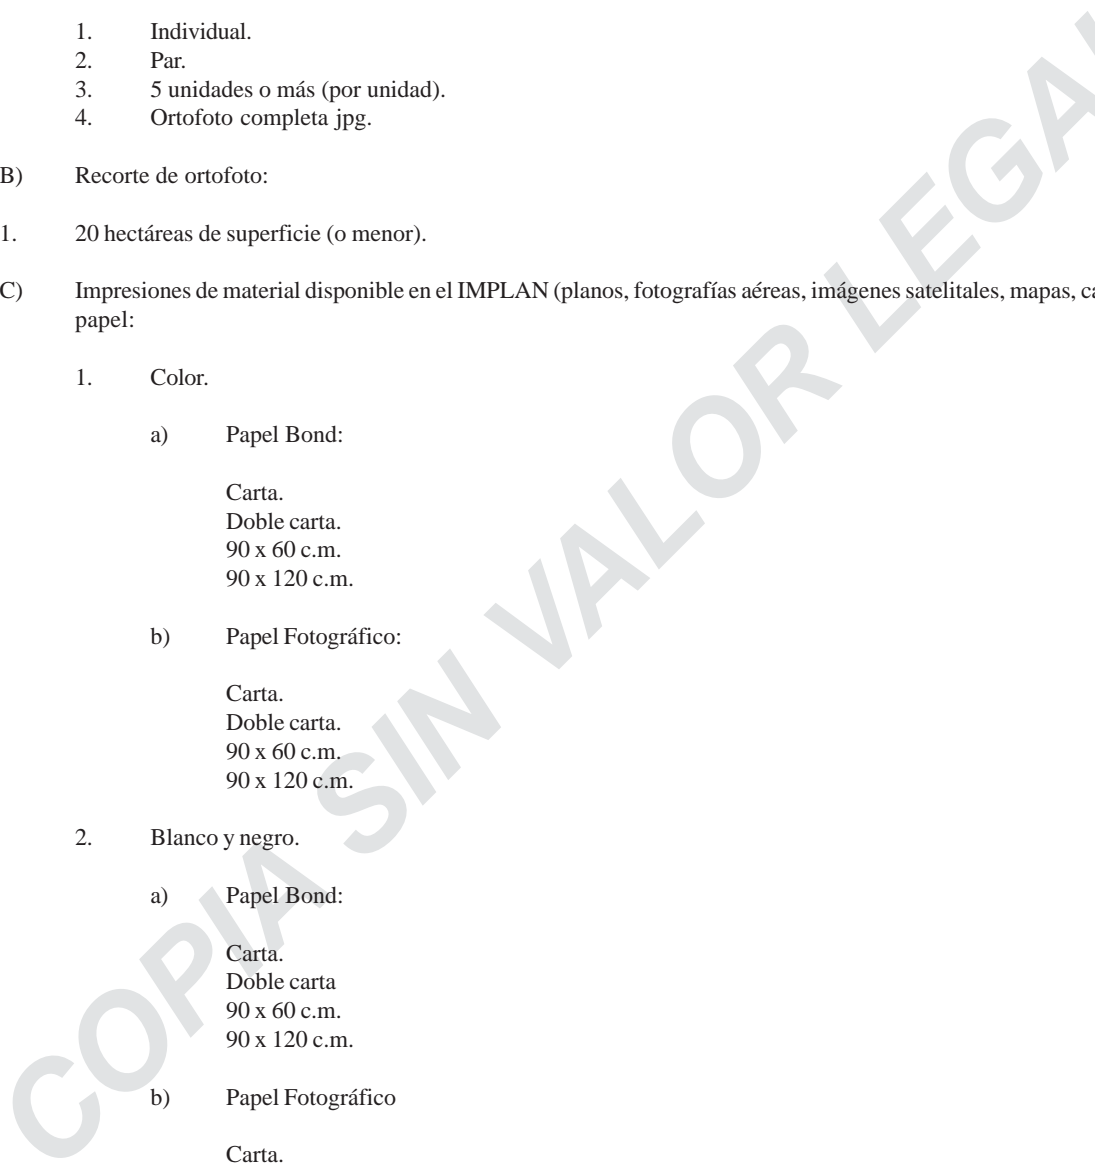 1. Individual.
2. Par.
3. 5 unidades o más (por unidad).
4. Ortofoto completa jpg.
B) Recorte de ortofoto:
1. 20 hectáreas de superficie (o menor).
C) Impresiones de material disponible en el IMPLAN (planos, fotografías aéreas, imágenes satelitales, mapas,
papel:
1. Color.
a) Papel Bond:
Carta.
Doble carta.
90 x 60 c.m.
90 x 120 c.m.
b) Papel Fotográfico:
Carta.
Doble carta.
90 x 60 c.m.
90 x 120 c.m.
2. Blanco y negro.
a) Papel Bond:
Carta.
Doble carta
90 x 60 c.m.
90 x 120 c.m.
b) Papel Fotográfico
Carta.
COPIA SIN VALOR LEGAL